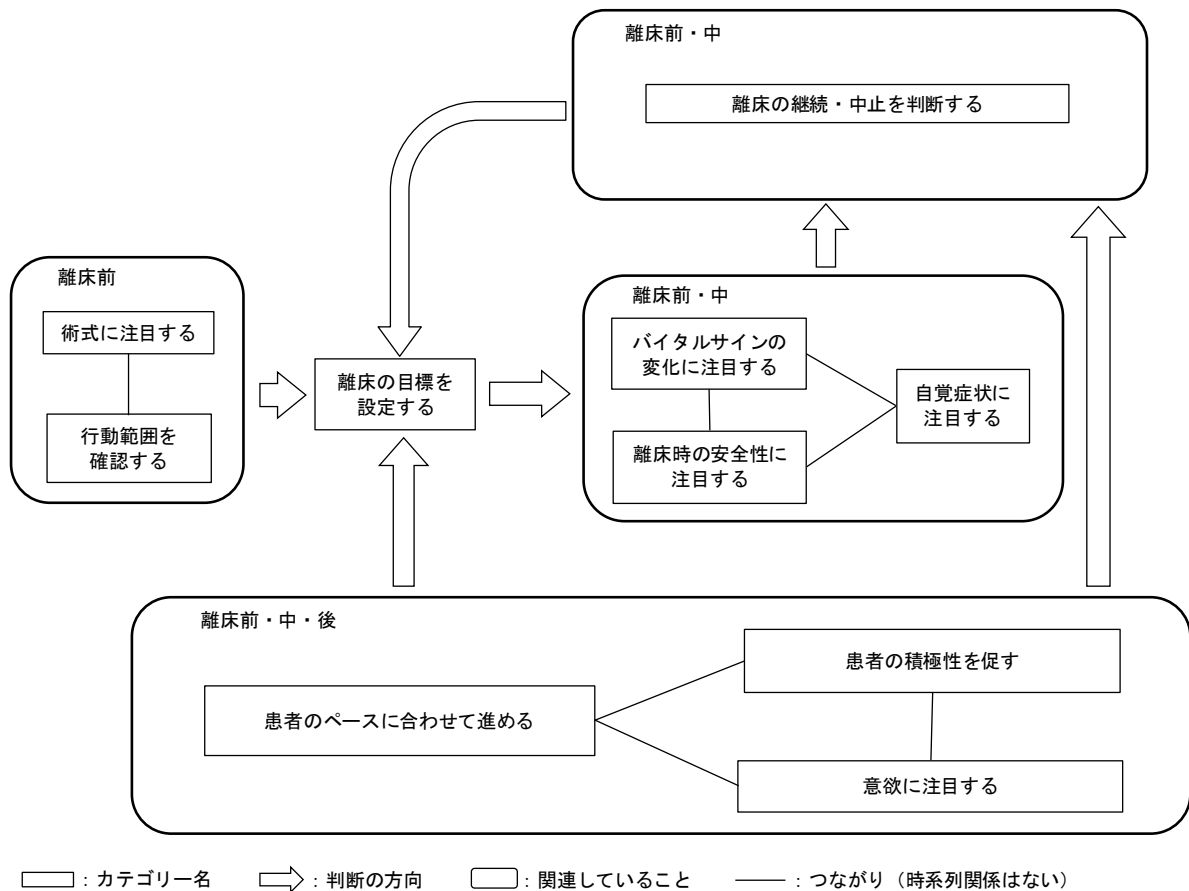 離床前・中
離床の継続・中止を判断する
離床前
術式に注目する
行動範囲を
確認する
離床の目標を
設定する
離床前・中
バイタルサインの
変化に注目する
離床時の安全性に
注目する
自覚症状に
注目する
離床前・中・後
患者のペースに合わせて進める
患者の積極性を促す
意欲に注目する
：カテゴリー名 ：判断の方向 ：関連していること ：つながり（時系列関係はない）